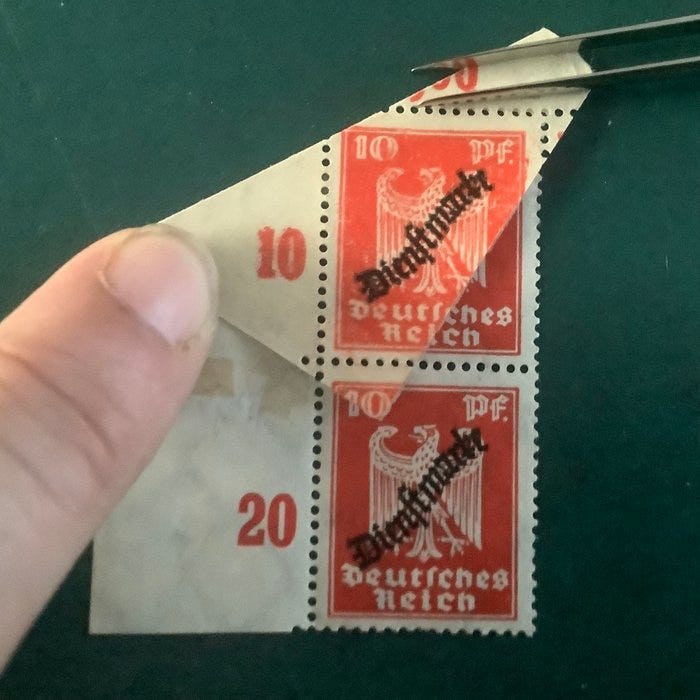 10
10 Pf.
Dienstmarke
Deutſches
Reich
20
10 Pf.
Dienstmarke
Deutſches
Reich